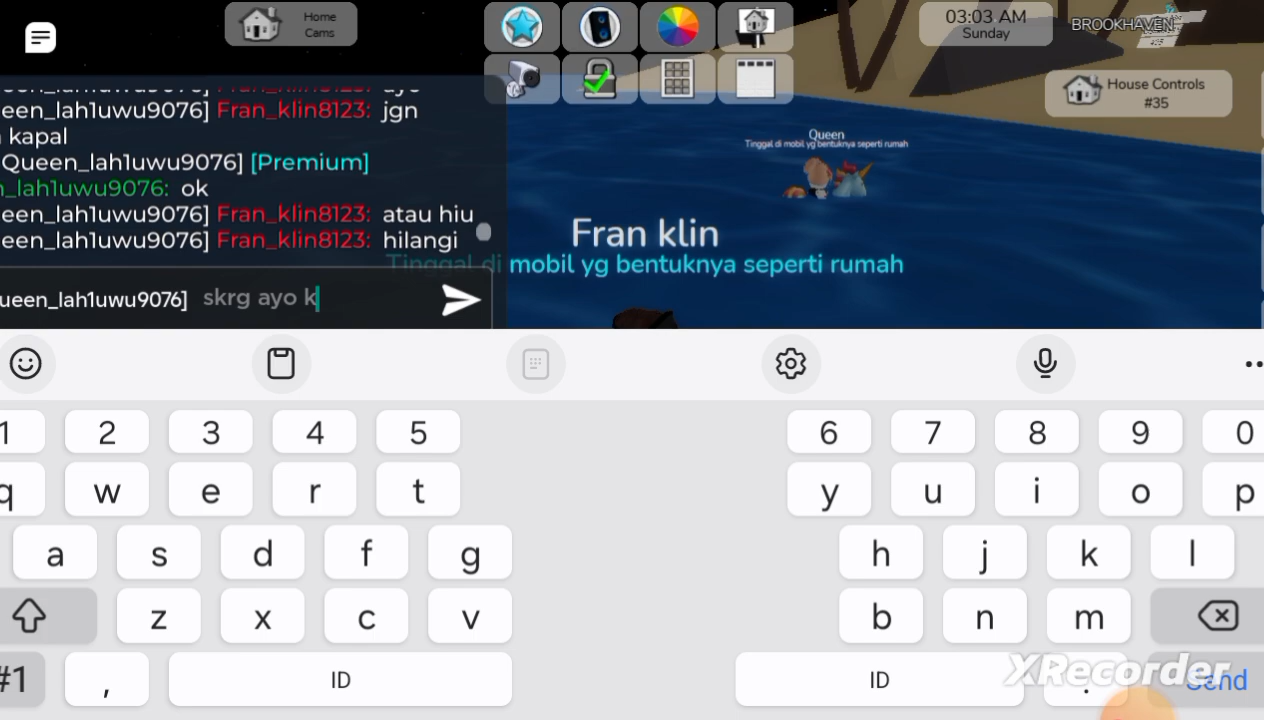 Home
Cams
03:03 AM
Sunday
BROOKHAVEN
House Controls
#35
een_lah1uwu9076] Fran_klin8123: ayo
een_lah1uwu9076] Fran_klin8123: jgn
kapal
Queen_lah1uwu9076] [Premium]
n_lah1uwu9076: ok
een_lah1uwu9076] Fran_klin8123: atau hiu
een_lah1uwu9076] Fran_klin8123: hilangi
ueen_lah1uwu9076] skrg ayo k
Queen
Tinggal di mobil yg bentuknya seperti rumah
Fran klin
Tinggal di mobil yg bentuknya seperti rumah
1 2 3 4 5 6 7 8 9 0
q w e r t y u i o p
a s d f g h j k l
z x c v b n m
#1 , ID ID . Send
XRecorder